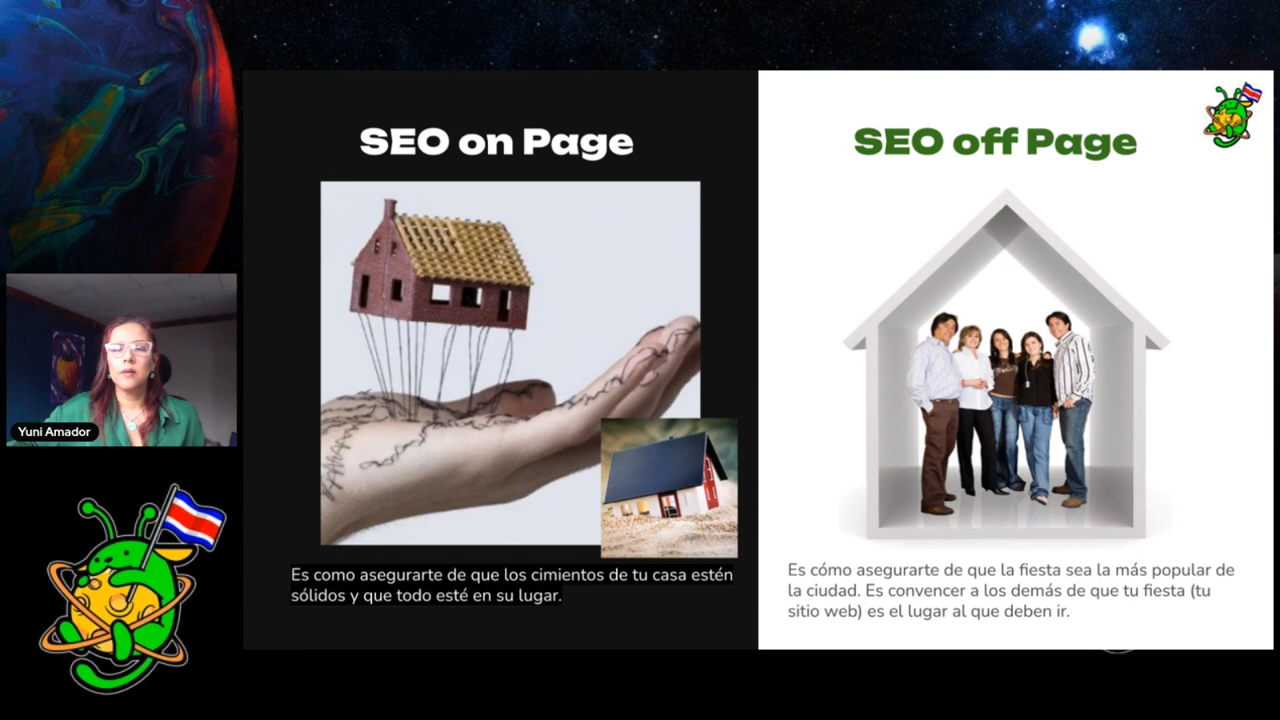 SEO on Page
Es como asegurarte de que los cimientos de tu casa estén
sólidos y que todo esté en su lugar.
SEO off Page
Es cómo asegurarte de que la fiesta sea la más popular de
la ciudad. Es convencer a los demás de que tu fiesta (tu
sitio web) es el lugar al que deben ir.
Yuni Amador